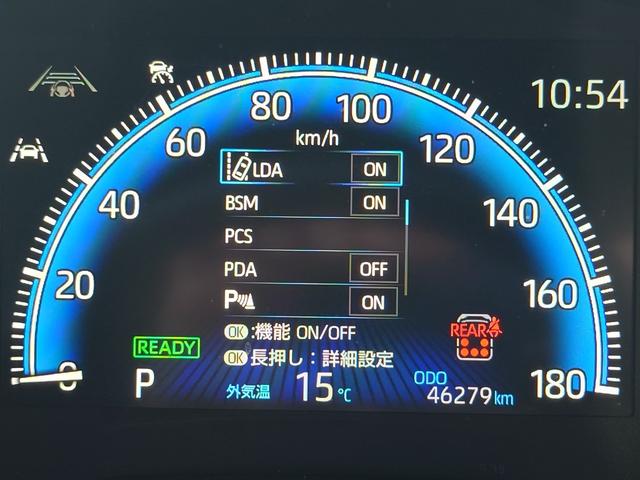 10:54
80
100
60
km/h
120
LDA ON
40
BSM ON
140
PCS
20
PDA OFF
160
P ON
OK:機能 ON/OFF
REAR
READY
OK長押し：詳細設定
0
P
外気温 15℃
ODO
46279km
180